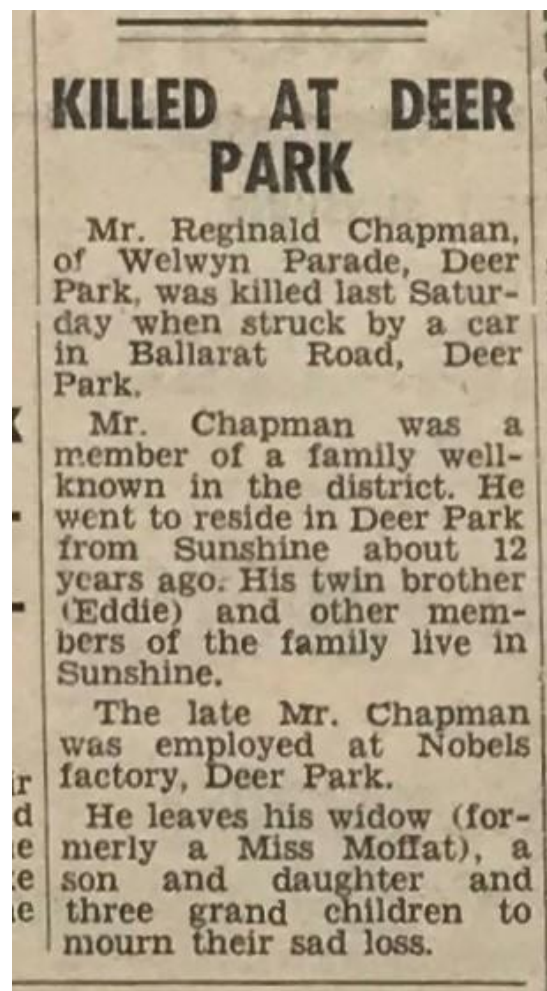 KILLED AT DEER
PARK
Mr. Reginald Chapman,
of Welwyn Parade, Deer
Park, was killed last Satur-
day when struck by a car
in Ballarat Road, Deer
Park.
Mr. Chapman was a
member of a family well-
known in the district. He
went to reside in Deer Park
from Sunshine about 12
years ago. His twin brother
(Eddie) and other mem-
bers of the family live in
Sunshine.
The late Mr. Chapman
was employed at Nobels
factory, Deer Park.
He leaves his widow (for-
merly a Miss Moffat), a
son and daughter and
three grand children to
mourn their sad loss.